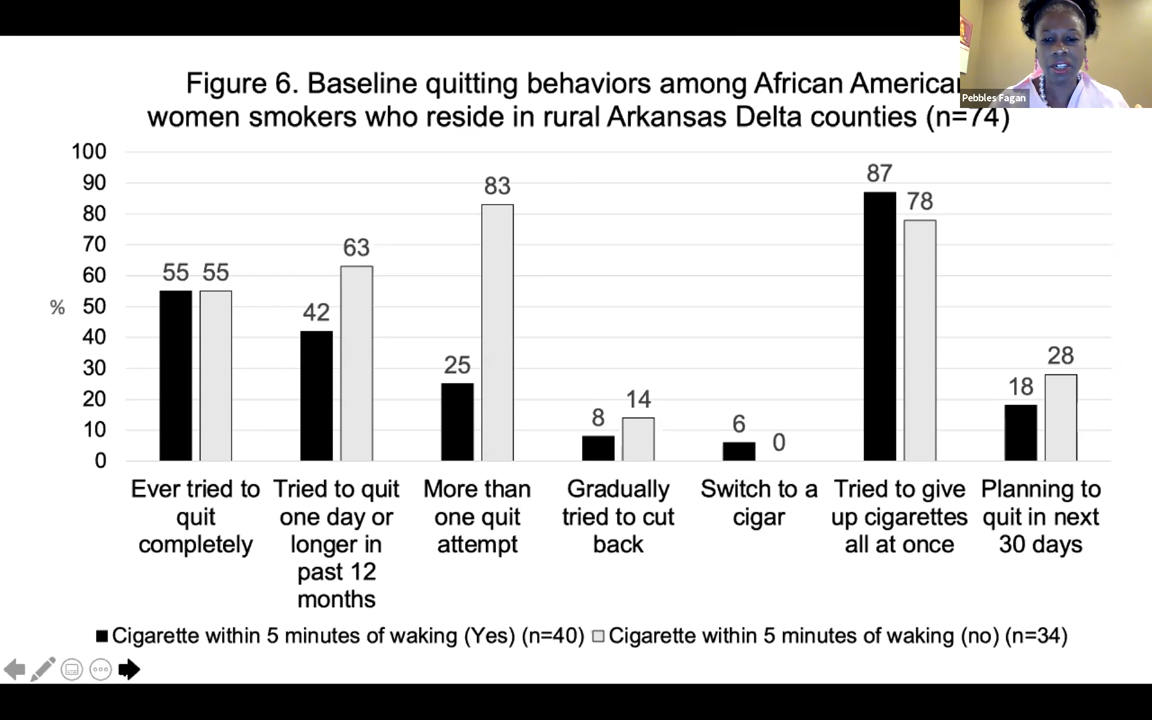 Figure 6. Baseline quitting behaviors among African America
women smokers who reside in rural Arkansas Delta counties (n=74)
Pebbles Fagan
100
90
80
70
60
50
40
30
20
10
0
%
55 55
42 63
25 83
8 14
6 0
87 78
18 28
Ever tried to
quit
completely
Tried to quit
one day or
longer in
past 12
months
More than
one quit
attempt
Gradually
tried to cut
back
Switch to a
cigar
Tried to give
up cigarettes
all at once
Planning to
quit in next
30 days
Cigarette within 5 minutes of waking (Yes) (n=40) Cigarette within 5 minutes of waking (no) (n=34)